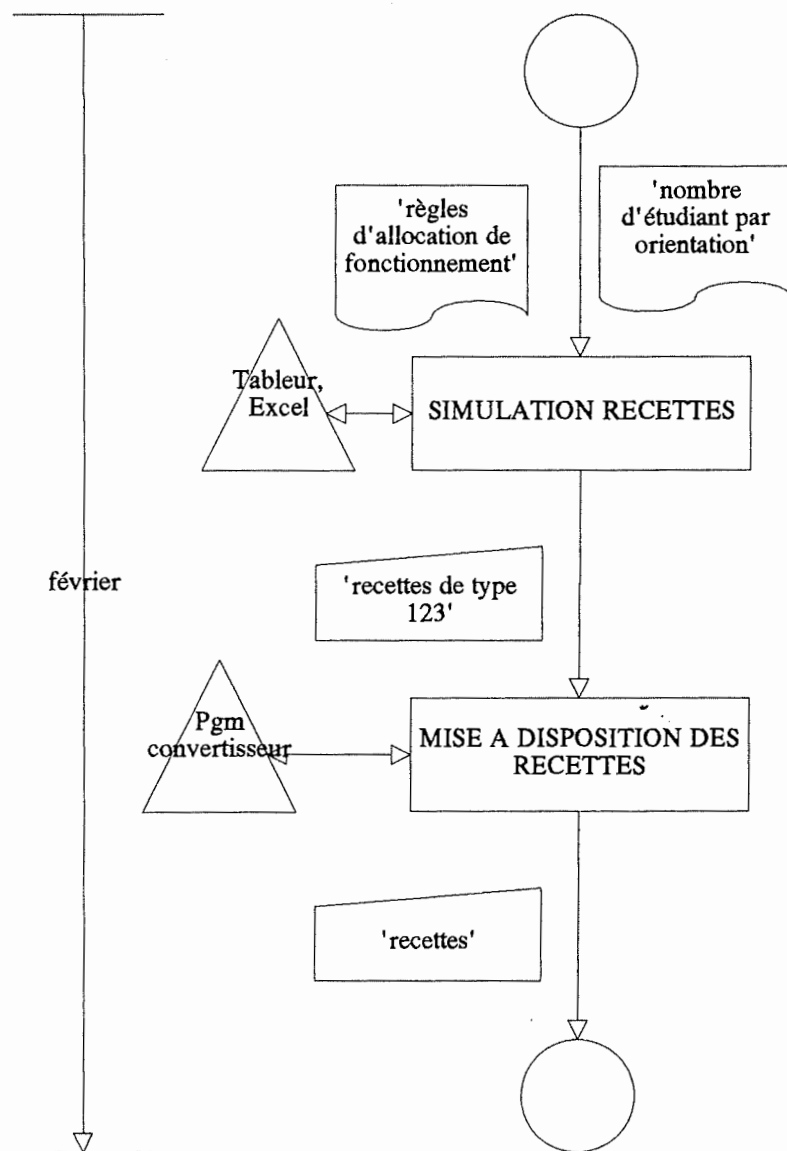 'règles
d'allocation de
fonctionnement'
'nombre
d'étudiant par
orientation'
Tableur,
Excel
SIMULATION RECETTES
février
'recettes de type
123'
Pgm
convertisseur
MISE A DISPOSITION DES
RECETTES
'recettes'